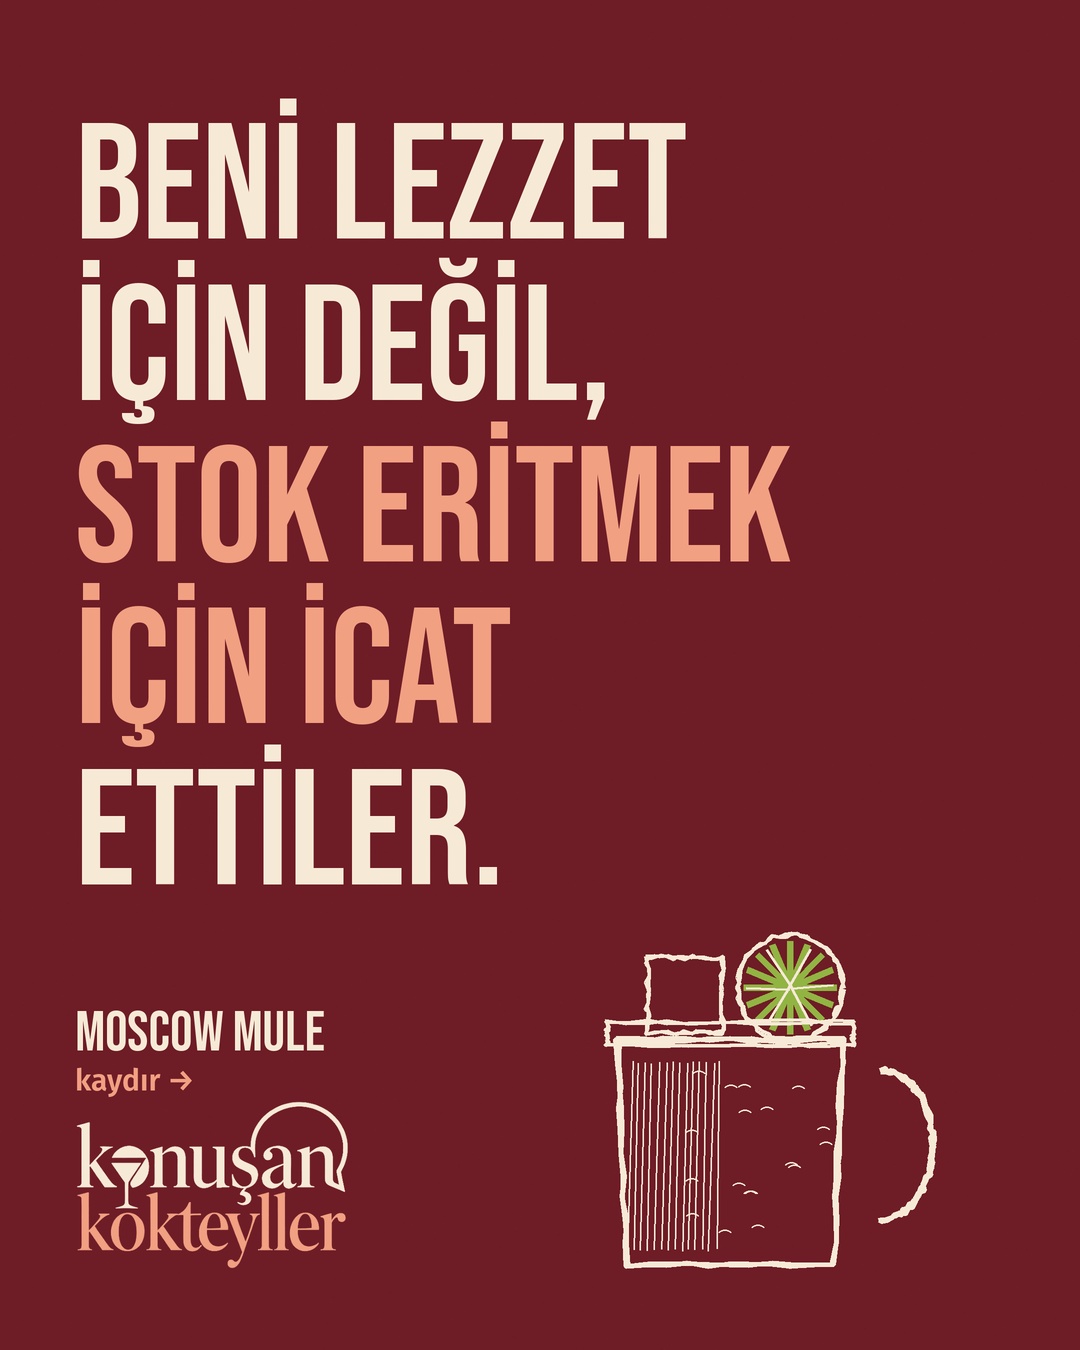 BENİ LEZZET
İÇİN DEĞİL,
STOK ERİTMEK
İÇİN İCAT
ETTİLER.
MOSCOW MULE
kaydır →
konuşan
kokteyller